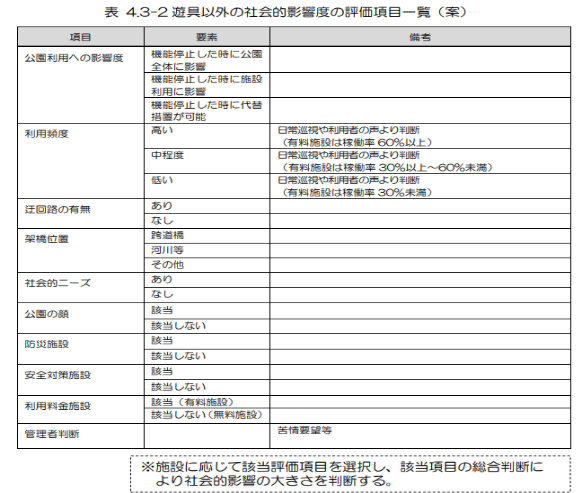 表 4.3-2 遊具以外の社会的影響度の評価項目一覧（案）
項目 要素 備考
公園利用への影響度 機能停止した時に公園
全体に影響
機能停止した時に施設
利用に影響
機能停止した時に代替
措置が可能
利用頻度 高い 日常巡視や利用者の声より判断
（有料施設は稼働率 60％以上）
中程度 日常巡視や利用者の声より判断
（有料施設は稼働率 30％以上～60％未満）
低い 日常巡視や利用者の声より判断
（有料施設は稼働率 30％未満）
迂回路の有無 あり
なし
架橋位置 跨道橋
河川等
その他
社会的ニーズ あり
なし
公園の顔 該当
該当しない
防災施設 該当
該当しない
安全対策施設 該当
該当しない
利用料金施設 該当（有料施設）
該当しない（無料施設）
管理者判断 苦情要望等
※施設に応じて該当評価項目を選択し、該当項目の総合判断に
より社会的影響の大きさを判断する。